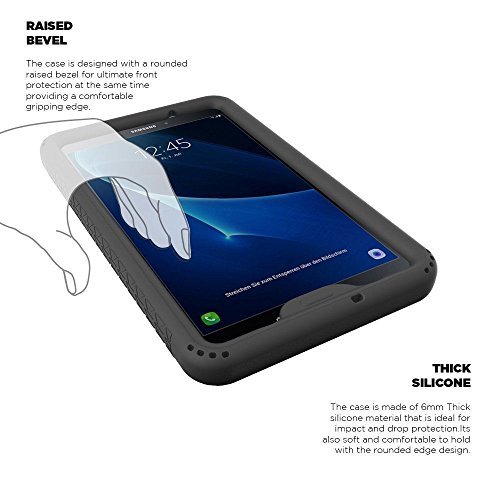 RAISED
BEVEL
The case is designed with a rounded
raised bezel for ultimate front
protection at the same time
providing a comfortable
gripping edge.
SAMSUNG
12:45
Fr., 1. Juli
Streichen Sie zum Entsperren über den Bildschirm
THICK
SILICONE
The case is made of 6mm Thick
silicone material that is ideal for
impact and drop protection.Its
also soft and comfortable to hold
with the rounded edge design.